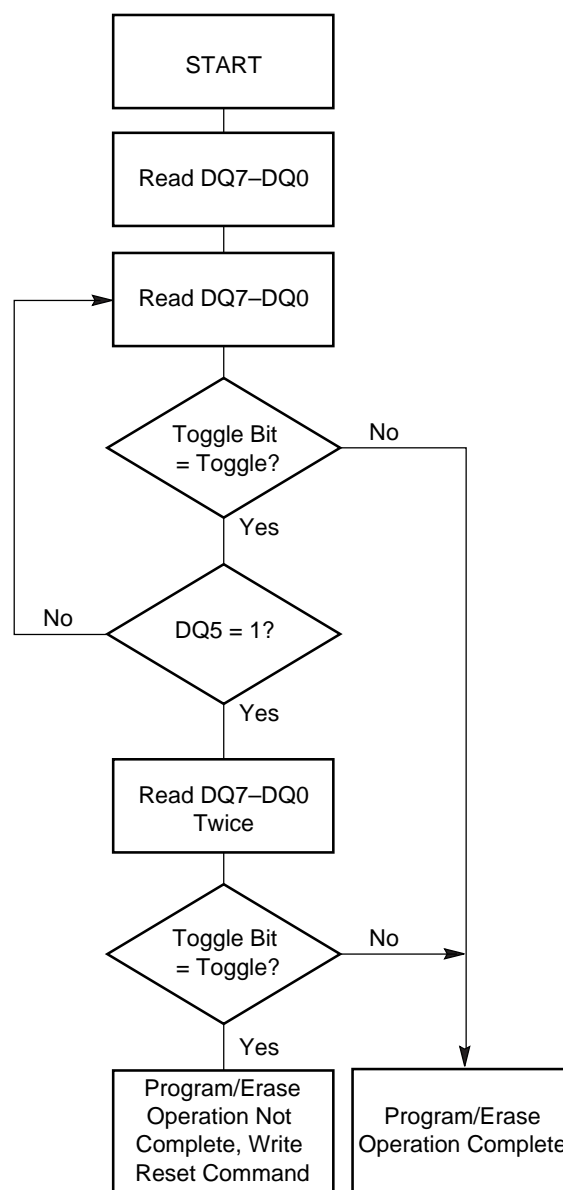 START
Read DQ7–DQ0
Read DQ7–DQ0
Toggle Bit
= Toggle?
No
Yes
No
DQ5 = 1?
Yes
Read DQ7–DQ0
Twice
Toggle Bit
= Toggle?
No
Yes
Program/Erase
Operation Not
Complete, Write
Reset Command
Program/Erase
Operation Complete